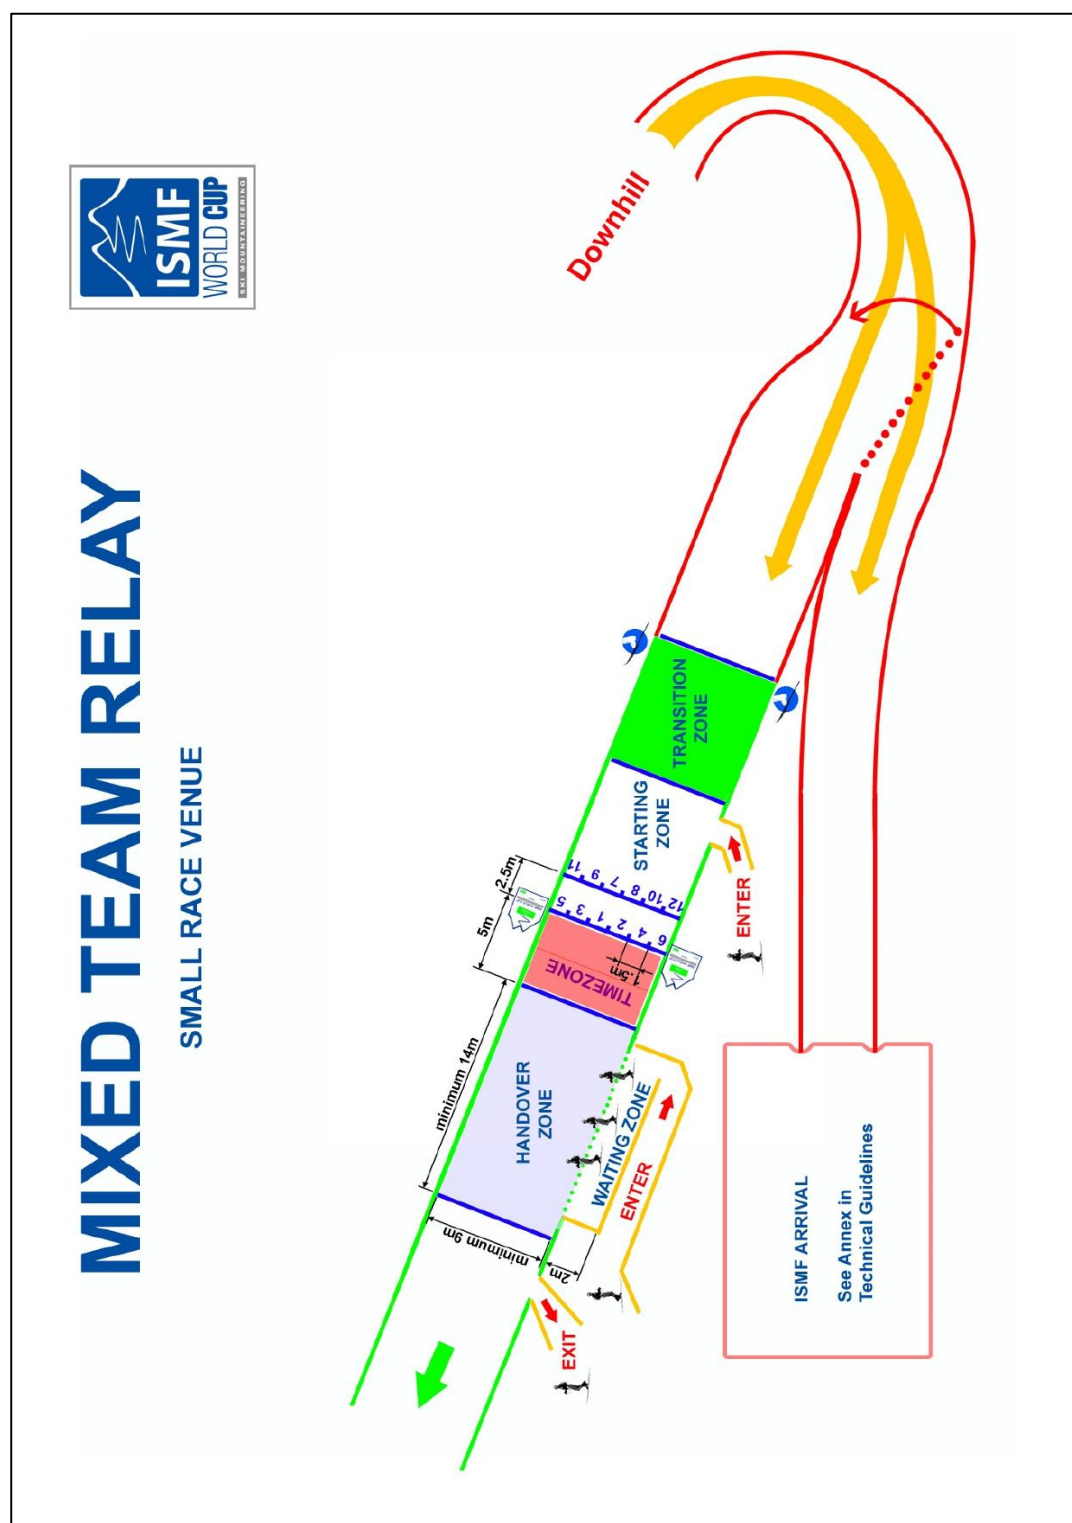 MIXED TEAM RELAY
SMALL RACE VENUE
ISMF
WORLD CUP
SKI MOUNTAINEERING
Downhill
TRANSITION
ZONE
STARTING
ZONE
2.5m
5m
11
9
7
8
10
12
5
3
1
2
4
6
1.5m
TIMEZONE
ENTER
minimum 14m
HANDOVER
ZONE
WAITING ZONE
ENTER
minimum 9m
2m
EXIT
ISMF ARRIVAL
See Annex in
Technical Guidelines